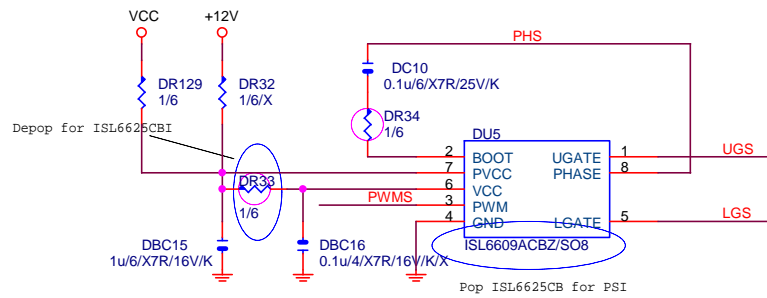 VCC +12V
PHS
DC10
0.1u/6/X7R/25V/K
DR129 DR32
1/6 1/6/X
DR34
1/6
Depop for ISL6625CBI
DU5
2 BOOT UGATE 1 UGS
7 PVCC PHASE 8
DR33
6 VCC
PWMS 3 PWM
1/6
4 GND LGATE 5 LGS
DBC15 DBC16
1u/6/X7R/16V/K 0.1u/4/X7R/16V/K/X
ISL6609ACBZ/SO8
Pop ISL6625CB for PSI